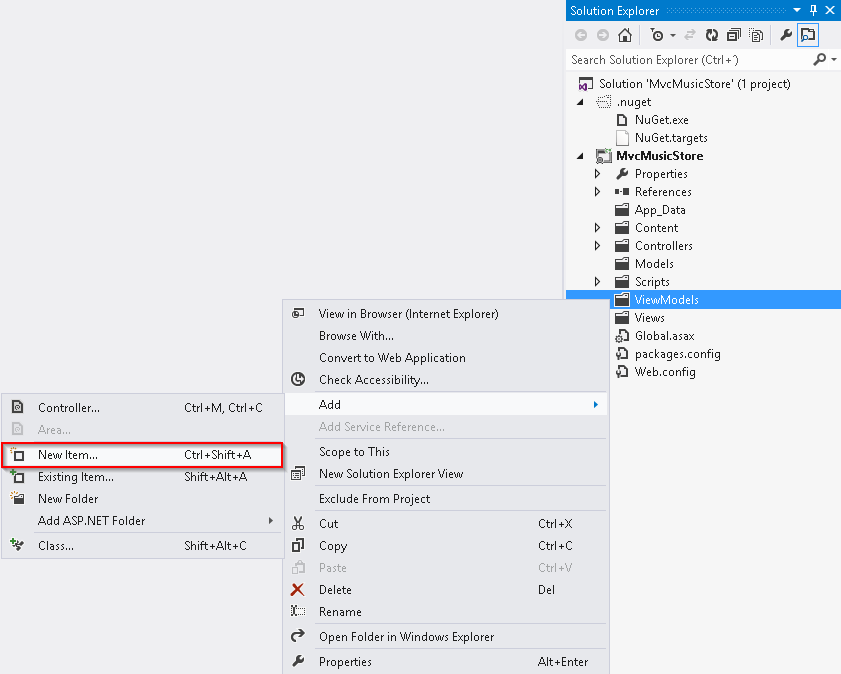 Solution Explorer
Search Solution Explorer (Ctrl+')
Solution 'MvcMusicStore' (1 project)
.nuget
NuGet.exe
NuGet.targets
MvcMusicStore
Properties
References
App_Data
Content
Controllers
Models
Scripts
ViewModels
Views
Global.asax
packages.config
Web.config
View in Browser (Internet Explorer)
Browse With...
Convert to Web Application
Check Accessibility...
Add
Add Service Reference...
Scope to This
New Solution Explorer View
Exclude From Project
Cut Ctrl+X
Copy Ctrl+C
Paste Ctrl+V
Delete Del
Rename
Open Folder in Windows Explorer
Properties Alt+Enter
Controller... Ctrl+M, Ctrl+C
Area...
New Item... Ctrl+Shift+A
Existing Item... Shift+Alt+A
New Folder
Add ASP.NET Folder
Class... Shift+Alt+C